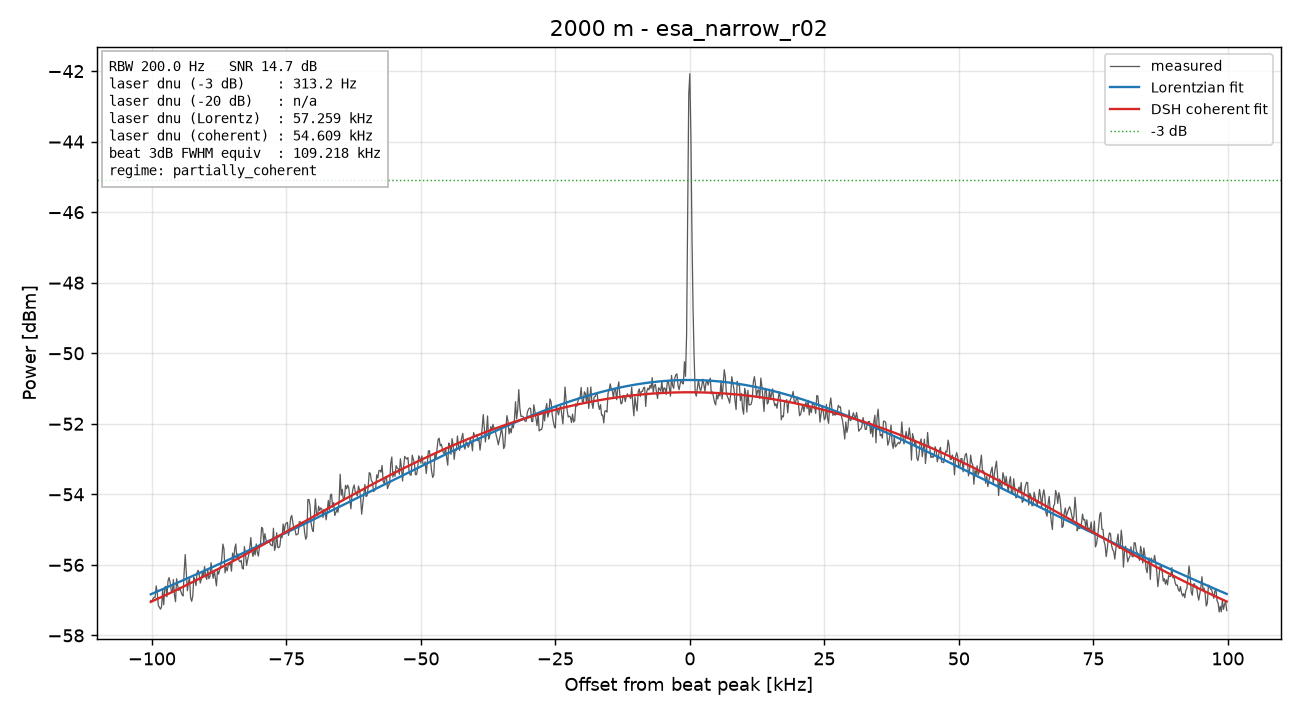 2000 m - esa_narrow_r02
RBW 200.0 Hz   SNR 14.7 dB
laser dnu (-3 dB)    : 313.2 Hz
laser dnu (-20 dB)   : n/a
laser dnu (Lorentz)  : 57.259 kHz
laser dnu (coherent) : 54.609 kHz
beat 3dB FWHM equiv  : 109.218 kHz
regime: partially_coherent
measured
Lorentzian fit
DSH coherent fit
-3 dB
Power [dBm]
−42
−44
−46
−48
−50
−52
−54
−56
−58
−100 −75 −50 −25 0 25 50 75 100
Offset from beat peak [kHz]